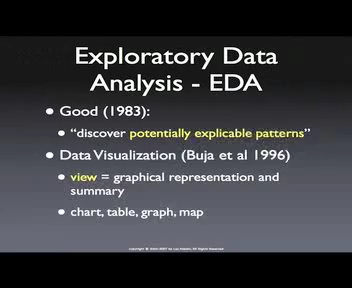 Exploratory Data
Analysis - EDA
• Good (1983):
• “discover potentially explicable patterns”
• Data Visualization (Buja et al 1996)
• view = graphical representation and
summary
• chart, table, graph, map